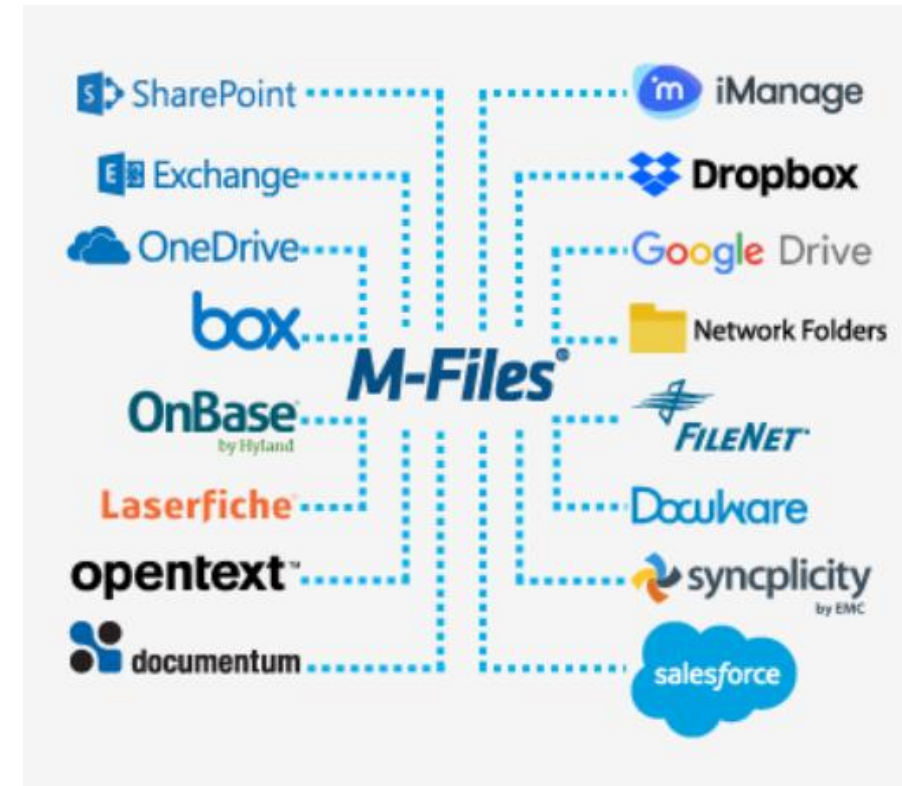 SharePoint
Exchange
OneDrive
box
OnBase®
by Hyland
Laserfiche®
opentext™
documentum
M-Files®
iManage
Dropbox
Google Drive
Network Folders
FILENET
DocuWare
syncplicity
by EMC
salesforce